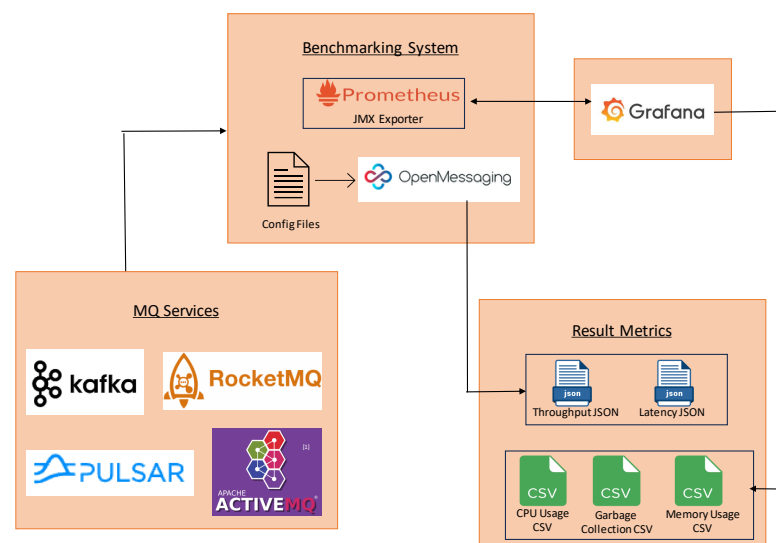 Benchmarking System
Prometheus
JMX Exporter
Grafana
OpenMessaging
Config Files
MQ Services
kafka
RocketMQ
PULSAR
[1]
APACHE
ACTIVEMQ
Result Metrics
json
json
Throughput JSON
Latency JSON
CSV
CSV
CSV
CPU Usage
CSV
Garbage
Collection CSV
Memory Usage
CSV